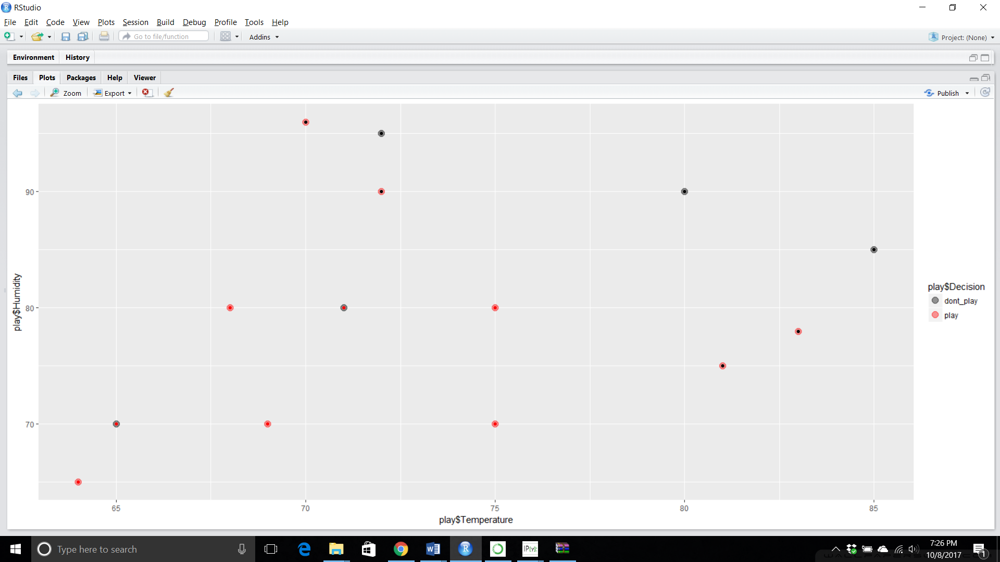 RStudio
File Edit Code View Plots Session Build Debug Profile Tools Help
Go to file/function Addins Project: (None)
Environment History
Files Plots Packages Help Viewer
Zoom Export Publish
90
80
70
play$Humidity
65 70 75 80 85
play$Temperature
play$Decision
dont_play
play
Type here to search
IP[y]:
7:26 PM
10/8/2017
1